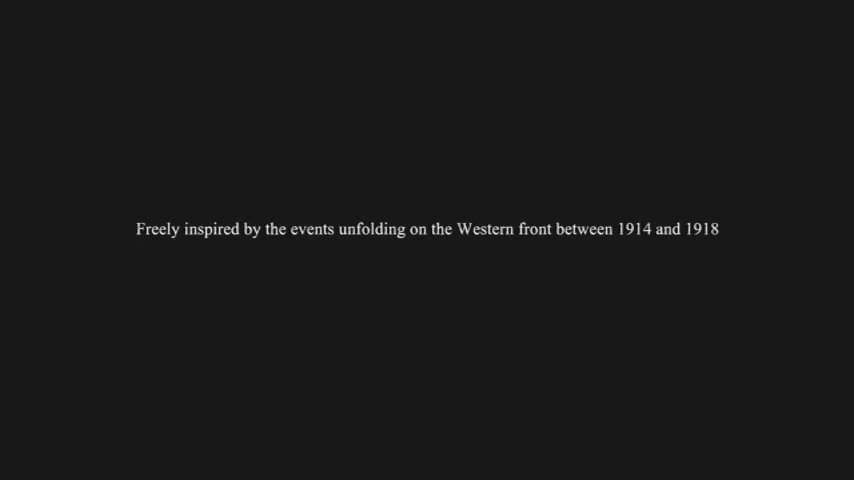 Freely inspired by the events unfolding on the Western front between 1914 and 1918